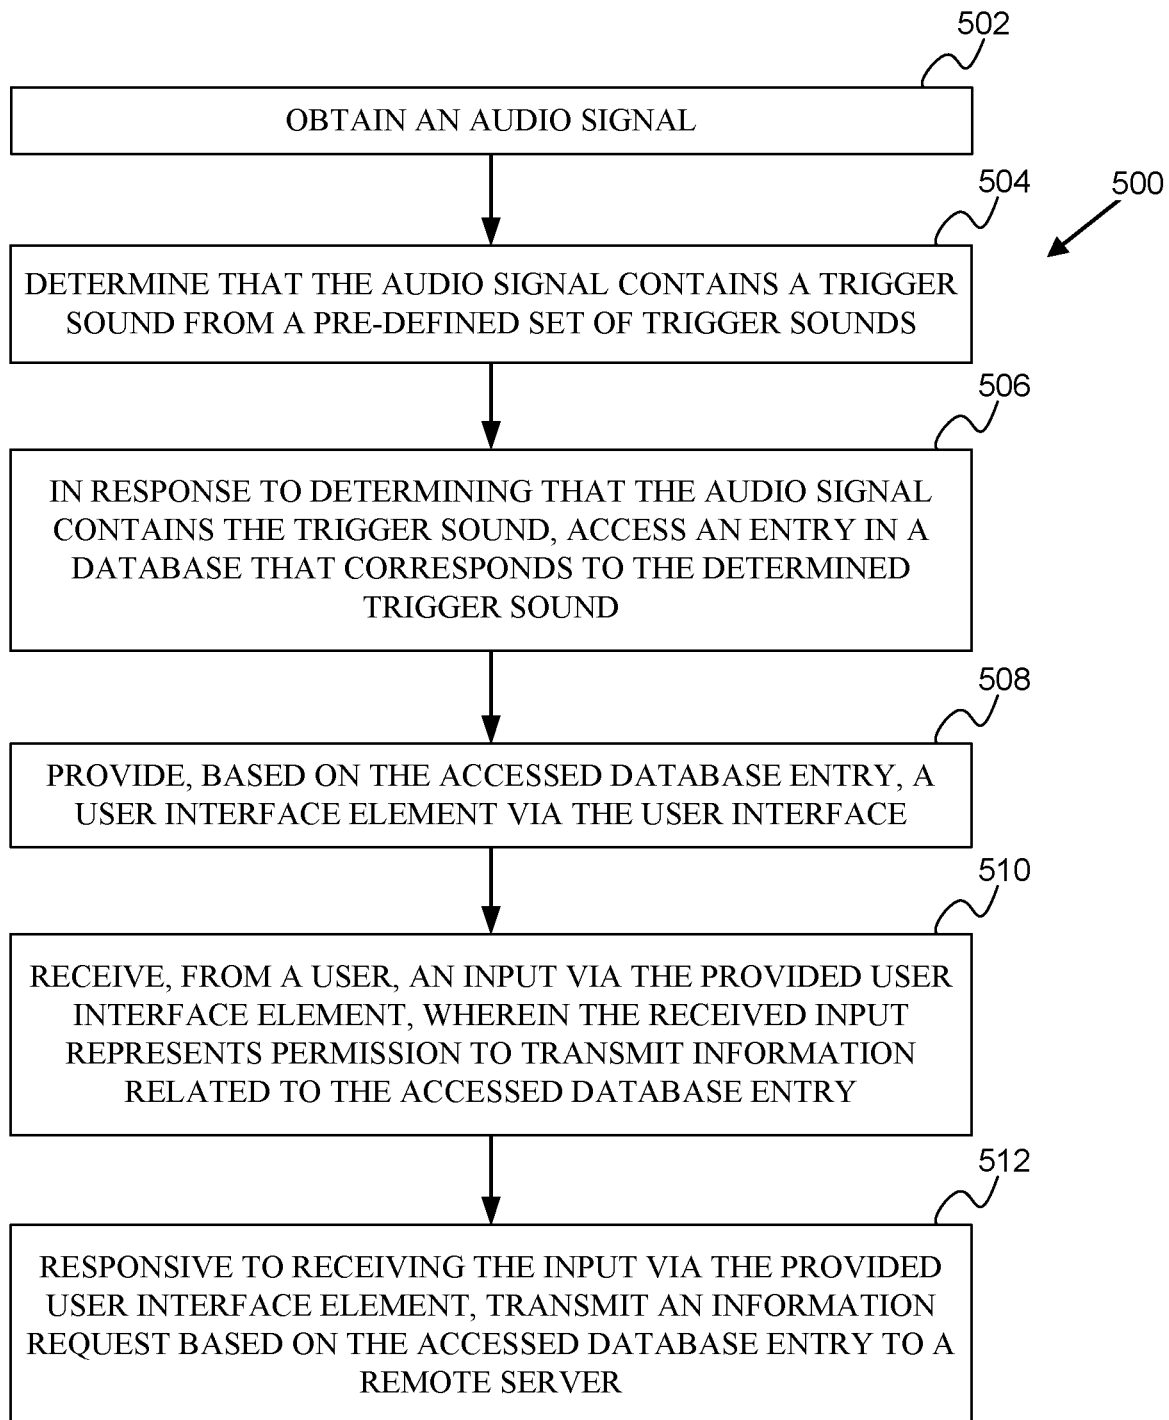 502
OBTAIN AN AUDIO SIGNAL
504
500
DETERMINE THAT THE AUDIO SIGNAL CONTAINS A TRIGGER
SOUND FROM A PRE-DEFINED SET OF TRIGGER SOUNDS
506
IN RESPONSE TO DETERMINING THAT THE AUDIO SIGNAL
CONTAINS THE TRIGGER SOUND, ACCESS AN ENTRY IN A
DATABASE THAT CORRESPONDS TO THE DETERMINED
TRIGGER SOUND
508
PROVIDE, BASED ON THE ACCESSED DATABASE ENTRY, A
USER INTERFACE ELEMENT VIA THE USER INTERFACE
510
RECEIVE, FROM A USER, AN INPUT VIA THE PROVIDED USER
INTERFACE ELEMENT, WHEREIN THE RECEIVED INPUT
REPRESENTS PERMISSION TO TRANSMIT INFORMATION
RELATED TO THE ACCESSED DATABASE ENTRY
512
RESPONSIVE TO RECEIVING THE INPUT VIA THE PROVIDED
USER INTERFACE ELEMENT, TRANSMIT AN INFORMATION
REQUEST BASED ON THE ACCESSED DATABASE ENTRY TO A
REMOTE SERVER